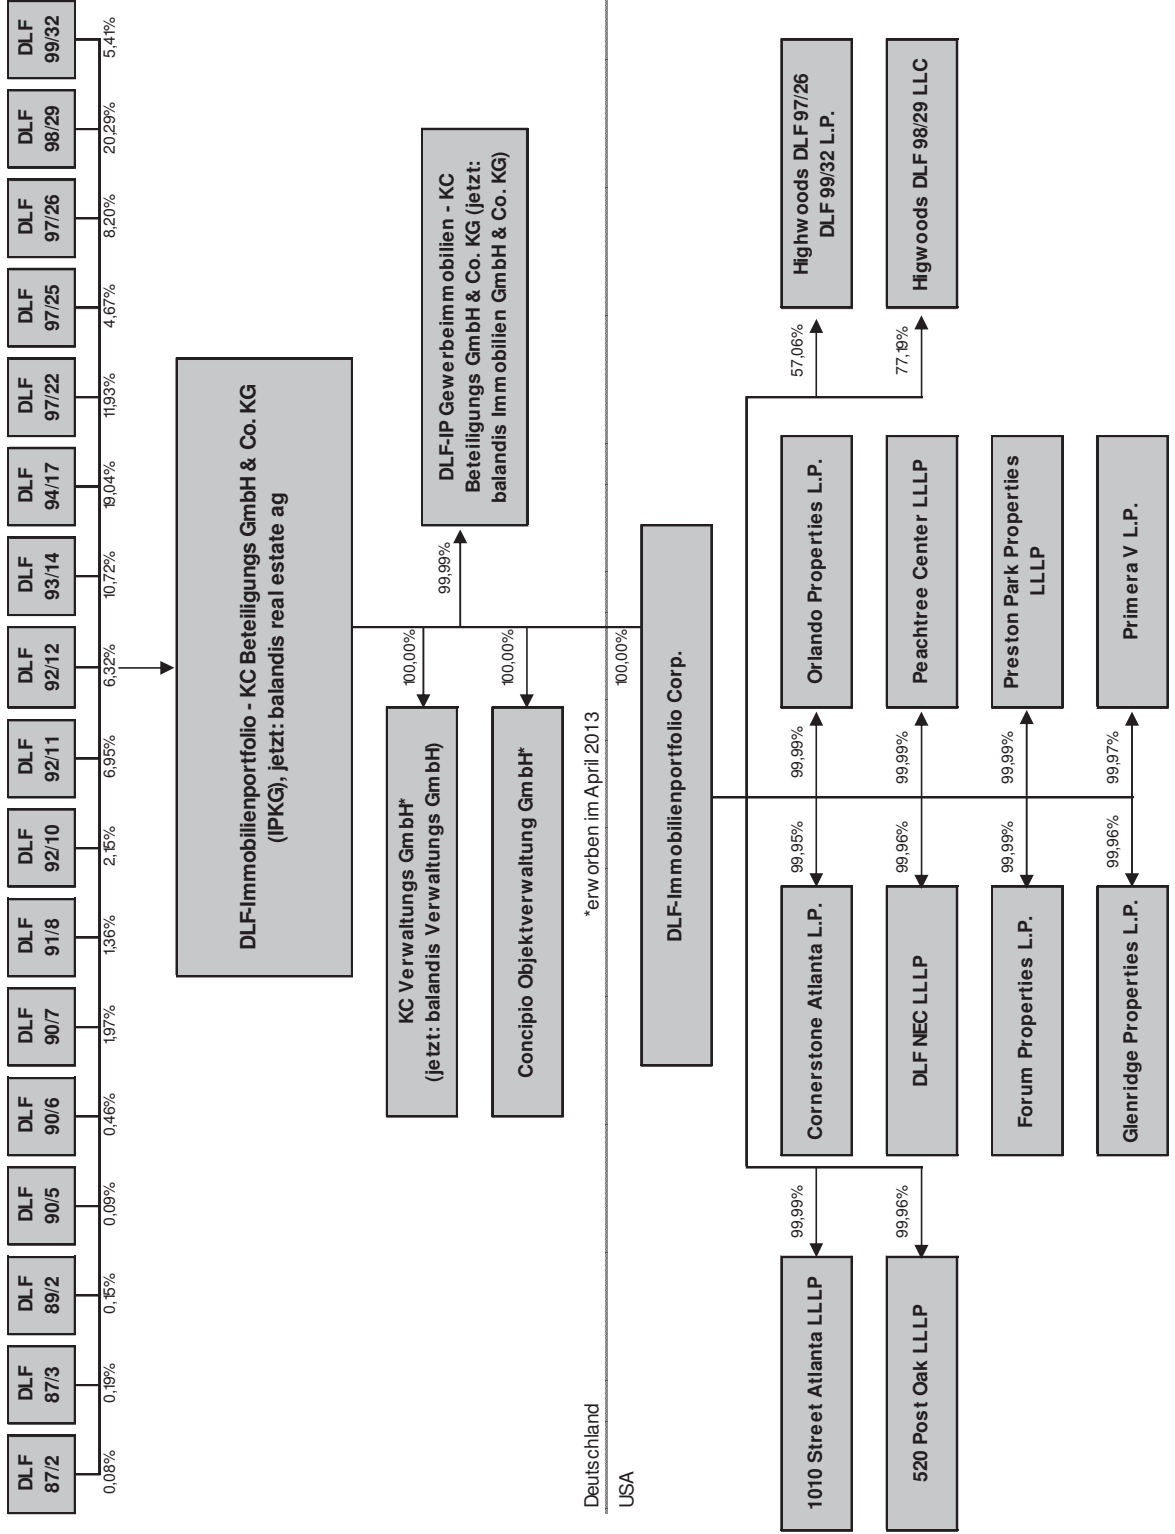 DLF
87/2
DLF
87/3
DLF
89/2
DLF
90/5
DLF
90/6
DLF
90/7
DLF
91/8
DLF
92/10
DLF
92/11
DLF
92/12
DLF
93/14
DLF
94/17
DLF
97/22
DLF
97/25
DLF
97/26
DLF
98/29
DLF
99/32
0,08%
0,19%
0,15%
0,09%
0,46%
1,97%
1,36%
2,15%
6,95%
6,32%
10,72%
19,04%
11,93%
4,67%
8,20%
20,29%
5,41%
DLF-Immobilienportfolio - KC Beteiligungs GmbH & Co. KG
(IPKG), jetzt: balandis real estate ag
KC Verwaltungs GmbH*
(jetzt: balandis Verwaltungs GmbH)
100,00%
99,99%
DLF-IP Gewerbeimmobilien - KC
Beteiligungs GmbH & Co. KG (jetzt:
balandis Immobilien GmbH & Co. KG)
Concipio Objektverwaltung GmbH*
100,00%
Deutschland
*erworben im April 2013
USA
100,00%
DLF-Immobilienportfolio Corp.
1010 Street Atlanta LLLP
99,99%
Cornerstone Atlanta L.P.
99,95%
99,99%
Orlando Properties L.P.
57,06%
Highwoods DLF 97/26
DLF 99/32 L.P.
520 Post Oak LLLP
99,96%
DLF NEC LLLP
99,96%
99,99%
Peachtree Center LLLP
77,19%
Higwoods DLF 98/29 LLC
Forum Properties L.P.
99,99%
99,99%
Preston Park Properties
LLLP
Glenridge Properties L.P.
99,96%
99,97%
Primera V L.P.